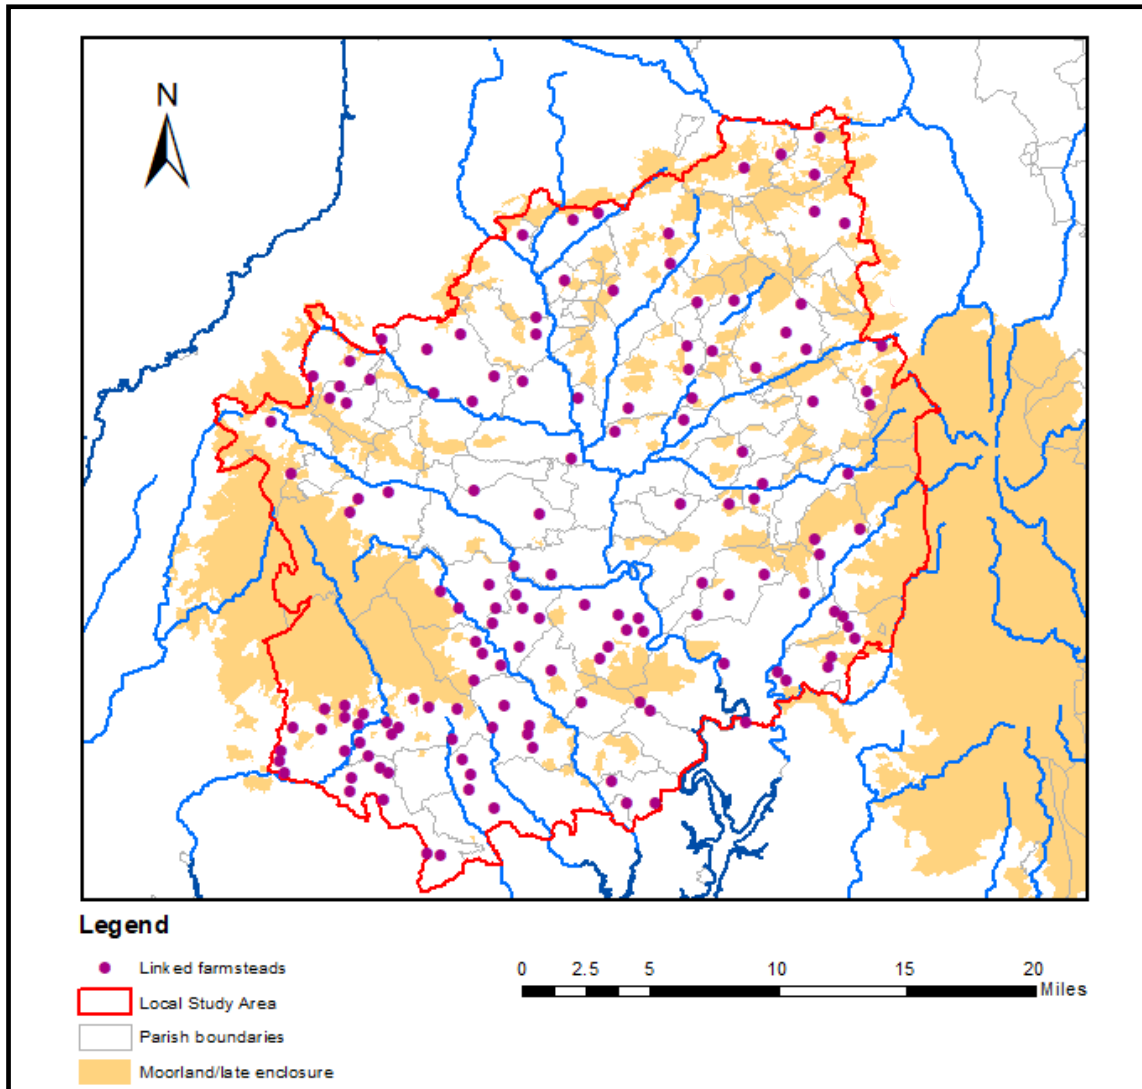 N
Legend
Linked farmsteads
Local Study Area
Parish boundaries
Moorland/late enclosure
0 2.5 5 10 15 20
Miles